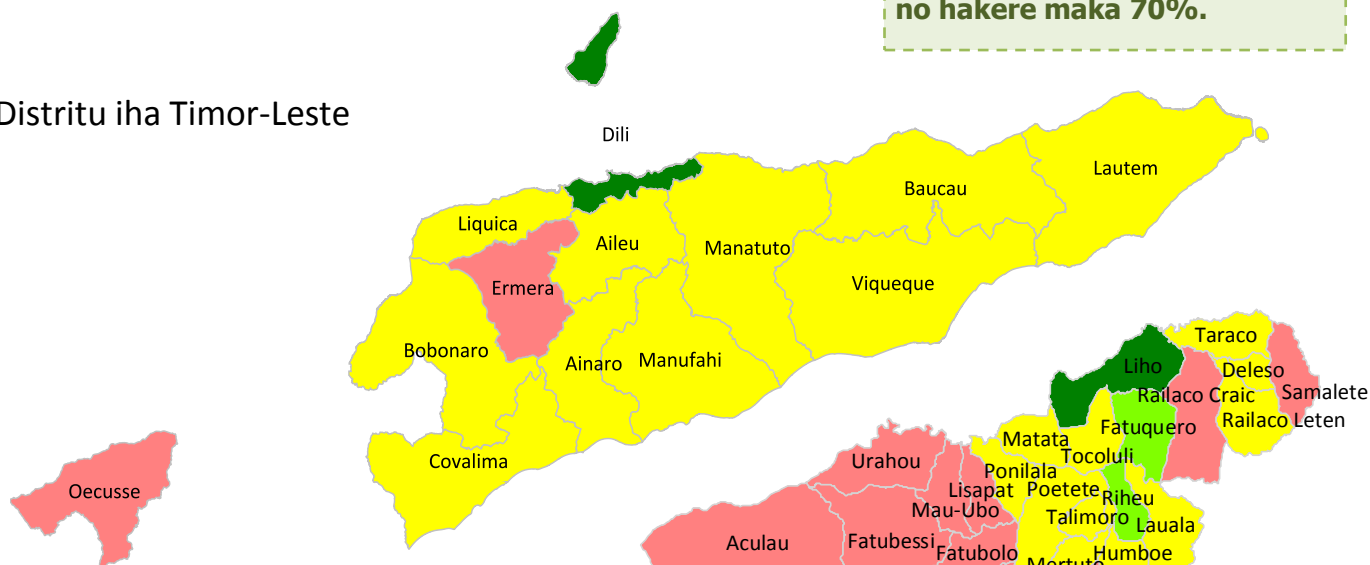 no hakere maka 70%.
Distritu iha Timor-Leste
Dili
Lautem
Baucau
Liquica
Aileu
Manatuto
Viqueque
Ermera
Bobonaro
Ainaro
Manufahi
Covalima
Oecusse
Taraco
Liho
Deleso
Railaco Craic
Samalete
Railaco Leten
Fatuquero
Matata
Tocoluli
Urahou
Ponilala
Lisapat
Poetete
Riheu
Mau-Ubo
Talimoro
Lauala
Aculau
Fatubessi
Fatubolo
Humboe
Mertuto